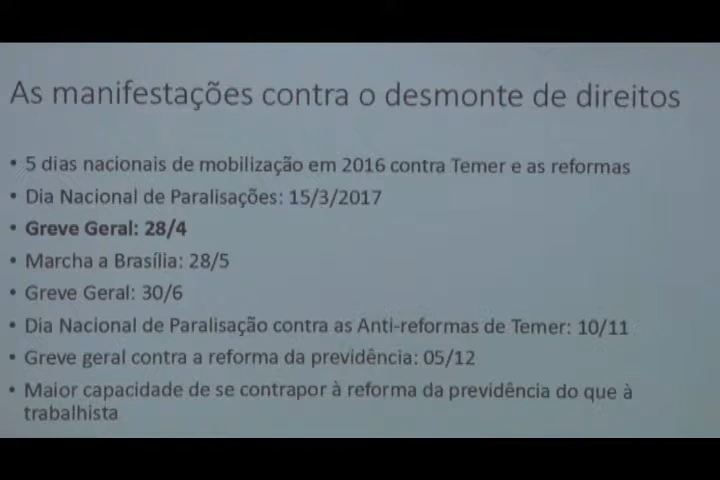 As manifestações contra o desmonte de direitos
• 5 dias nacionais de mobilização em 2016 contra Temer e as reformas
• Dia Nacional de Paralisações: 15/3/2017
• Greve Geral: 28/4
• Marcha a Brasília: 28/5
• Greve Geral: 30/6
• Dia Nacional de Paralisação contra as Anti-reformas de Temer: 10/11
• Greve geral contra a reforma da previdência: 05/12
• Maior capacidade de se contrapor à reforma da previdência do que à
trabalhista